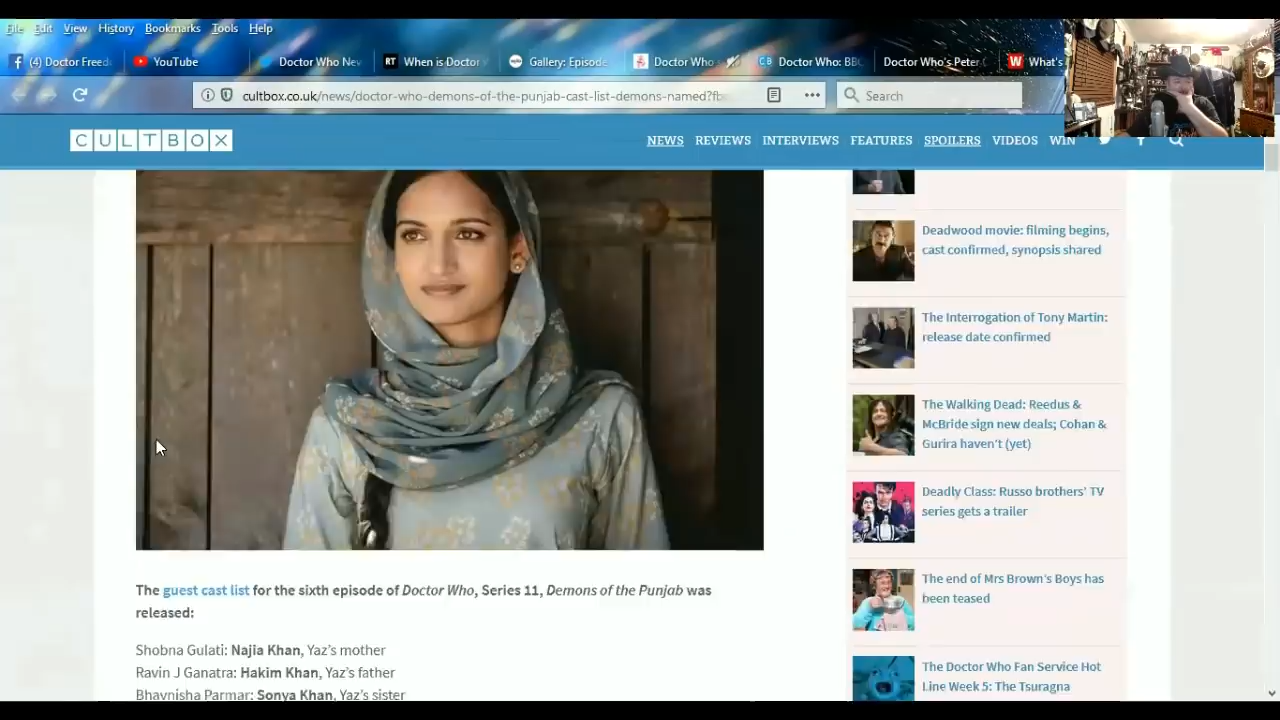 File Edit View History Bookmarks Tools Help
(4) Doctor Freed
YouTube
Doctor Who Nev
RT When is Doctor
Gallery: Episode
Doctor Who
CB Doctor Who: BBC
Doctor Who's Peter
W What's
cultbox.co.uk/news/doctor-who-demons-of-the-punjab-cast-list-demons-named?fb
Search
CULTBOX
NEWS REVIEWS INTERVIEWS FEATURES SPOILERS VIDEOS WIN
Deadwood movie: filming begins,
cast confirmed, synopsis shared
The Interrogation of Tony Martin:
release date confirmed
The Walking Dead: Reedus &
McBride sign new deals; Cohan &
Gurira haven't (yet)
Deadly Class: Russo brothers' TV
series gets a trailer
The end of Mrs Brown's Boys has
been teased
The Doctor Who Fan Service Hot
Line Week 5: The Tsuragna
The guest cast list for the sixth episode of Doctor Who, Series 11, Demons of the Punjab was
released:
Shobna Gulati: Najia Khan, Yaz's mother
Ravin J Ganatra: Hakim Khan, Yaz's father
Bhavnisha Parmar: Sonya Khan, Yaz's sister